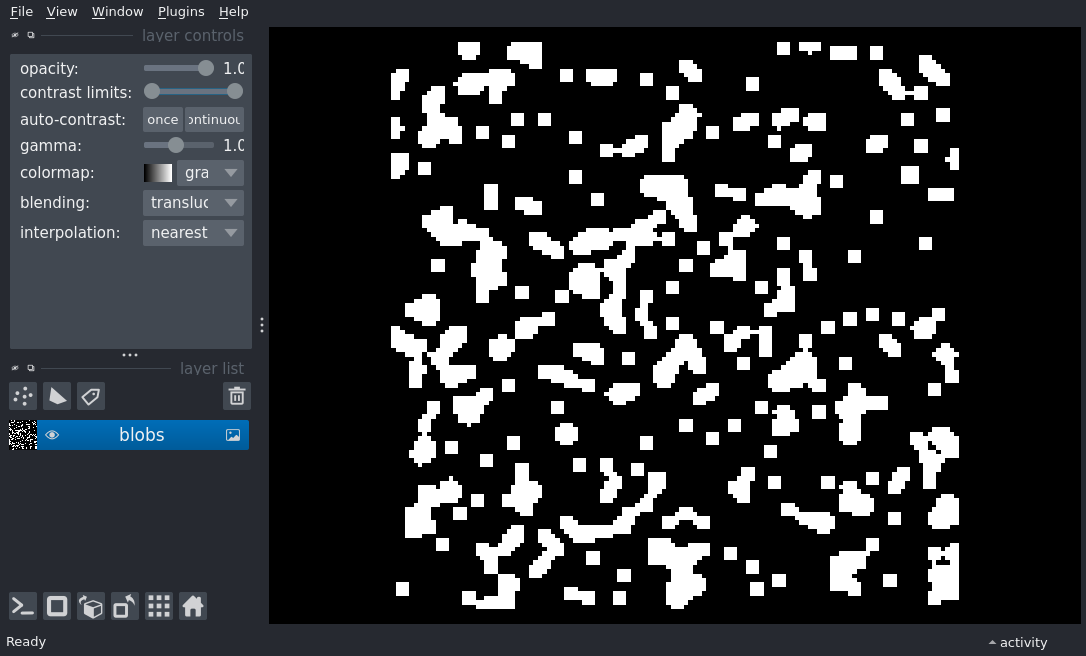 File View Window Plugins Help
layer controls
opacity: 1.0
contrast limits:
auto-contrast: once ontinuou
gamma: 1.0
colormap: gra
blending: transluc
interpolation: nearest
layer list
blobs
Ready activity